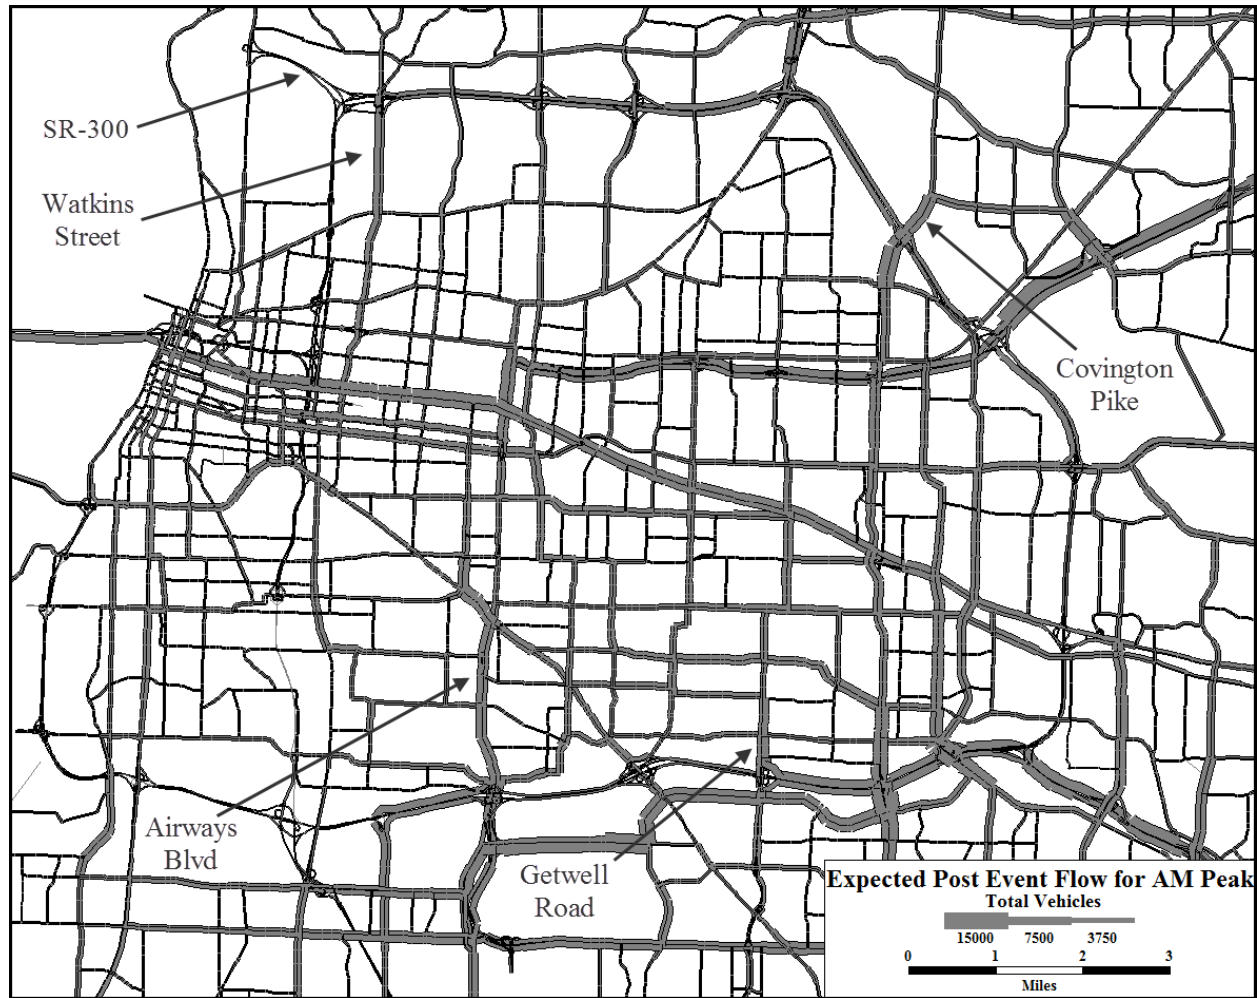 SR-300
Watkins
Street
Covington
Pike
Airways
Blvd
Getwell
Road
Expected Post Event Flow for AM Peak
Total Vehicles
15000 7500 3750
0 1 2 3
Miles